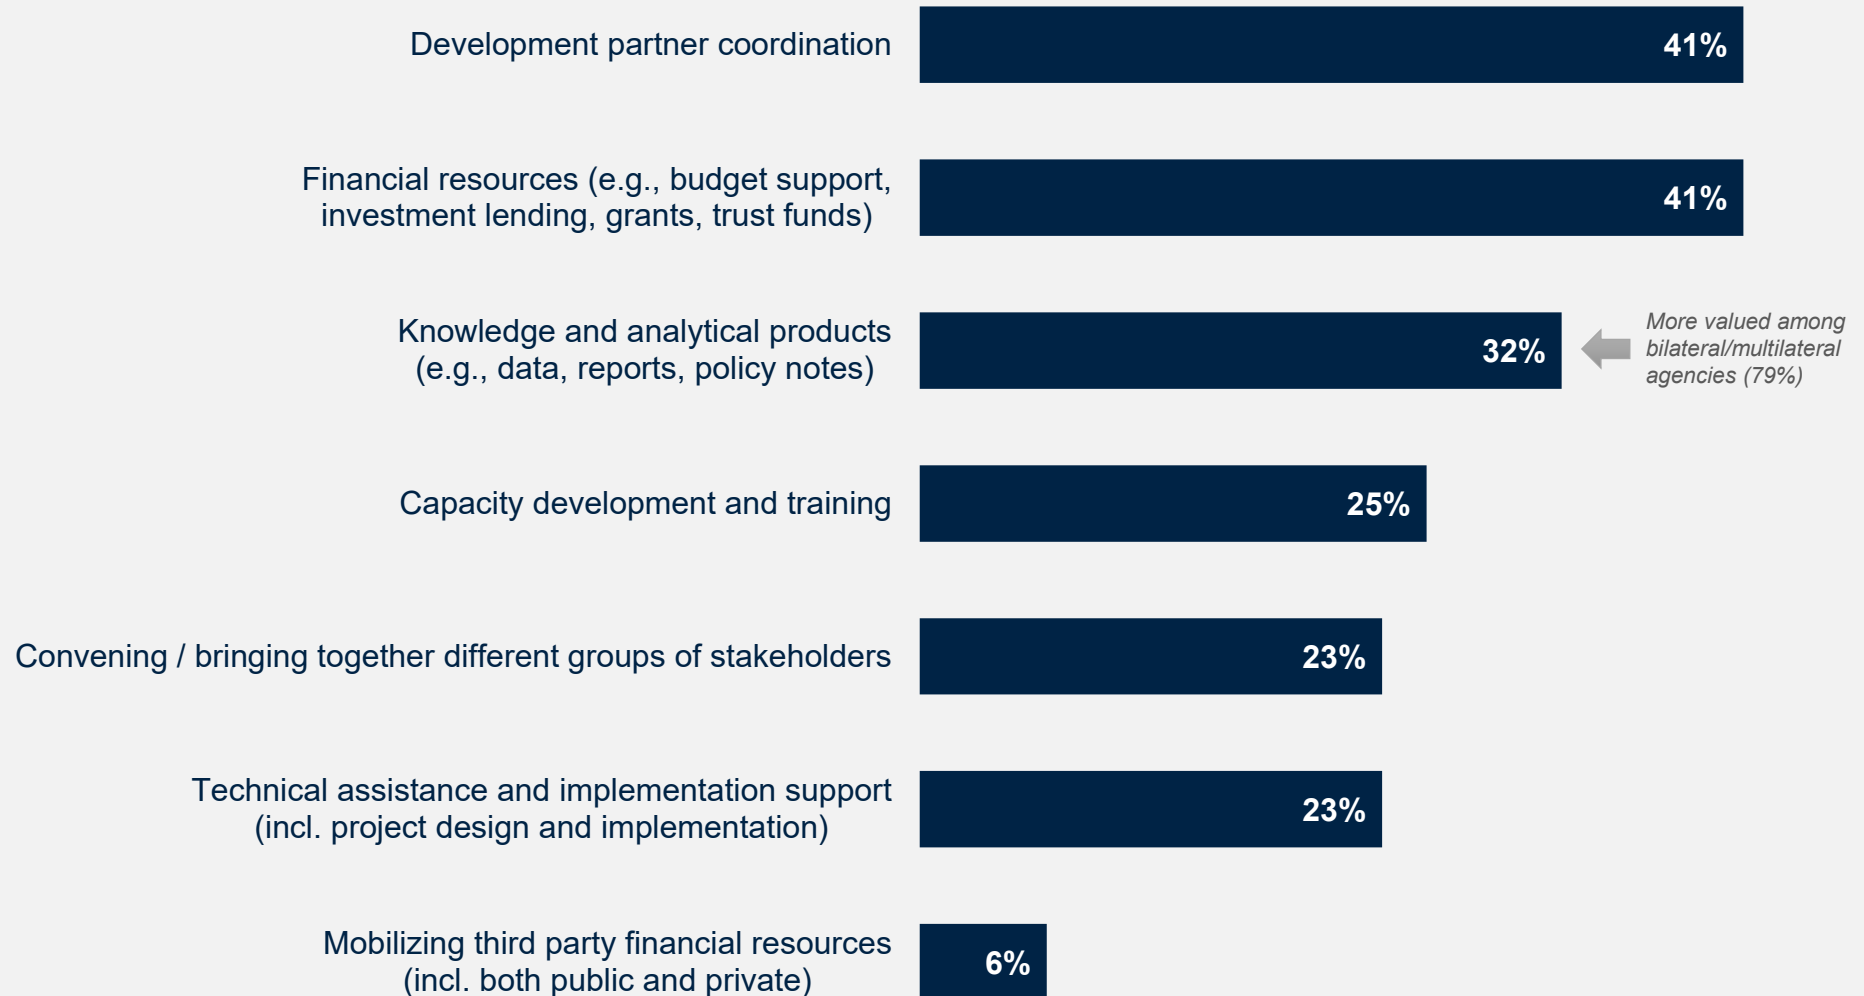 Development partner coordination
41%
Financial resources (e.g., budget support,
investment lending, grants, trust funds)
41%
Knowledge and analytical products
(e.g., data, reports, policy notes)
32%
More valued among
bilateral/multilateral
agencies (79%)
Capacity development and training
25%
Convening / bringing together different groups of stakeholders
23%
Technical assistance and implementation support
(incl. project design and implementation)
23%
Mobilizing third party financial resources
(incl. both public and private)
6%